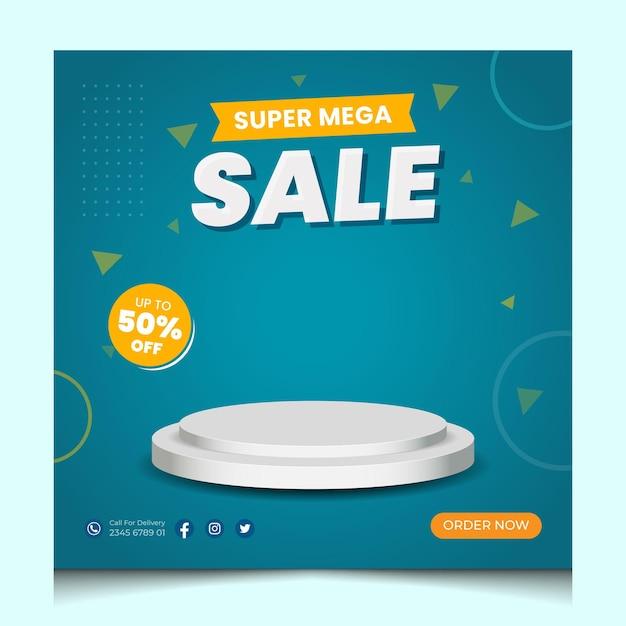 SUPER MEGA
SALE
UP TO
50%
OFF
Call For Delivery
2345 6789 01
ORDER NOW